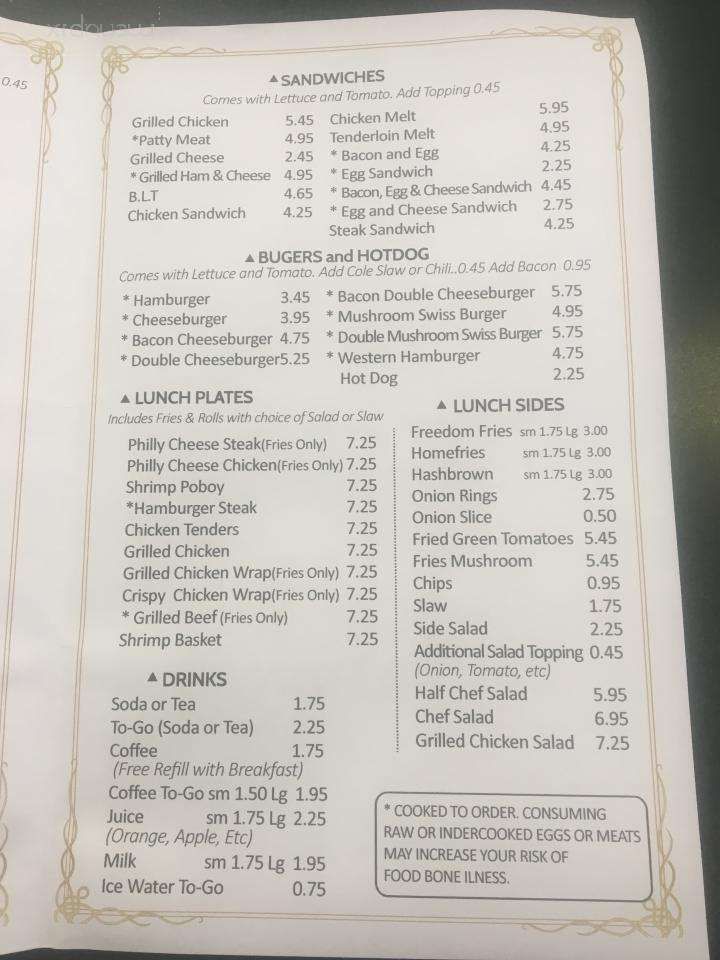 0.45
▲SANDWICHES
Comes with Lettuce and Tomato. Add Topping 0.45
Grilled Chicken 5.45
*Patty Meat 4.95
Grilled Cheese 2.45
* Grilled Ham & Cheese 4.95
B.L.T 4.65
Chicken Sandwich 4.25
Chicken Melt 5.95
Tenderloin Melt 4.95
* Bacon and Egg 4.25
* Egg Sandwich 2.25
* Bacon, Egg & Cheese Sandwich 4.45
* Egg and Cheese Sandwich 2.75
Steak Sandwich 4.25
▲ BUGERS and HOTDOG
Comes with Lettuce and Tomato. Add Cole Slaw or Chili..0.45 Add Bacon 0.95
* Hamburger 3.45
* Cheeseburger 3.95
* Bacon Cheeseburger 4.75
* Double Cheeseburger5.25
* Bacon Double Cheeseburger 5.75
* Mushroom Swiss Burger 4.95
* Double Mushroom Swiss Burger 5.75
* Western Hamburger 4.75
Hot Dog 2.25
▲ LUNCH PLATES
Includes Fries & Rolls with choice of Salad or Slaw
Philly Cheese Steak(Fries Only) 7.25
Philly Cheese Chicken(Fries Only) 7.25
Shrimp Poboy 7.25
*Hamburger Steak 7.25
Chicken Tenders 7.25
Grilled Chicken 7.25
Grilled Chicken Wrap(Fries Only) 7.25
Crispy Chicken Wrap(Fries Only) 7.25
* Grilled Beef (Fries Only) 7.25
Shrimp Basket 7.25
▲ DRINKS
Soda or Tea 1.75
To-Go (Soda or Tea) 2.25
Coffee 1.75
(Free Refill with Breakfast)
Coffee To-Go sm 1.50 Lg 1.95
Juice sm 1.75 Lg 2.25
(Orange, Apple, Etc)
Milk sm 1.75 Lg 1.95
Ice Water To-Go 0.75
▲ LUNCH SIDES
Freedom Fries sm 1.75 Lg 3.00
Homefries sm 1.75 Lg 3.00
Hashbrown sm 1.75 Lg 3.00
Onion Rings 2.75
Onion Slice 0.50
Fried Green Tomatoes 5.45
Fries Mushroom 5.45
Chips 0.95
Slaw 1.75
Side Salad 2.25
Additional Salad Topping 0.45
(Onion, Tomato, etc)
Half Chef Salad 5.95
Chef Salad 6.95
Grilled Chicken Salad 7.25
* COOKED TO ORDER. CONSUMING
RAW OR INDERCOOKED EGGS OR MEATS
MAY INCREASE YOUR RISK OF
FOOD BONE ILNESS.